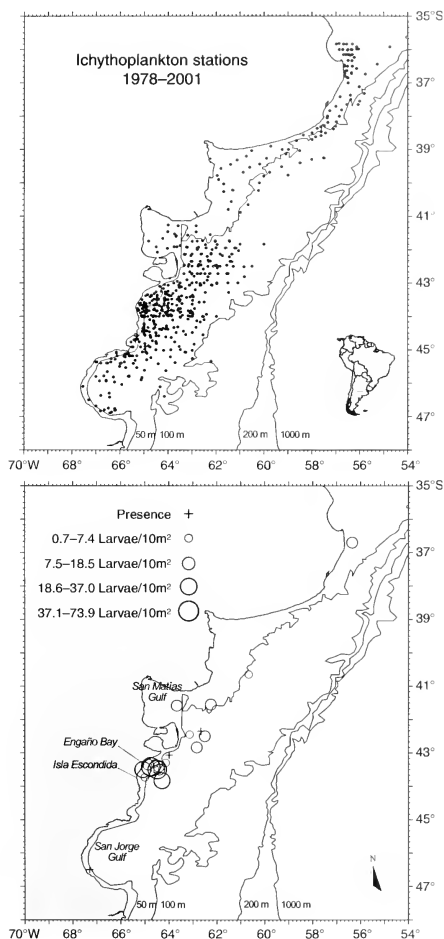 35°S
Ichythoplankton stations
1978–2001
37°
39°
41°
43°
45°
47°
50 m 100 m 200 m 1000 m
70°W 68° 66° 64° 62° 60° 58° 56° 54°
35°S
Presence +
0.7–7.4 Larvae/10m²
7.5–18.5 Larvae/10m²
18.6–37.0 Larvae/10m²
37.1–73.9 Larvae/10m²
37°
39°
41°
San Matias
Gulf
Engaño Bay
43°
Isla Escondida
45°
San Jorge
Gulf
N
47°
50 m 100 m 200 m 1000 m
70°W 68° 66° 64° 62° 60° 58° 56° 54°